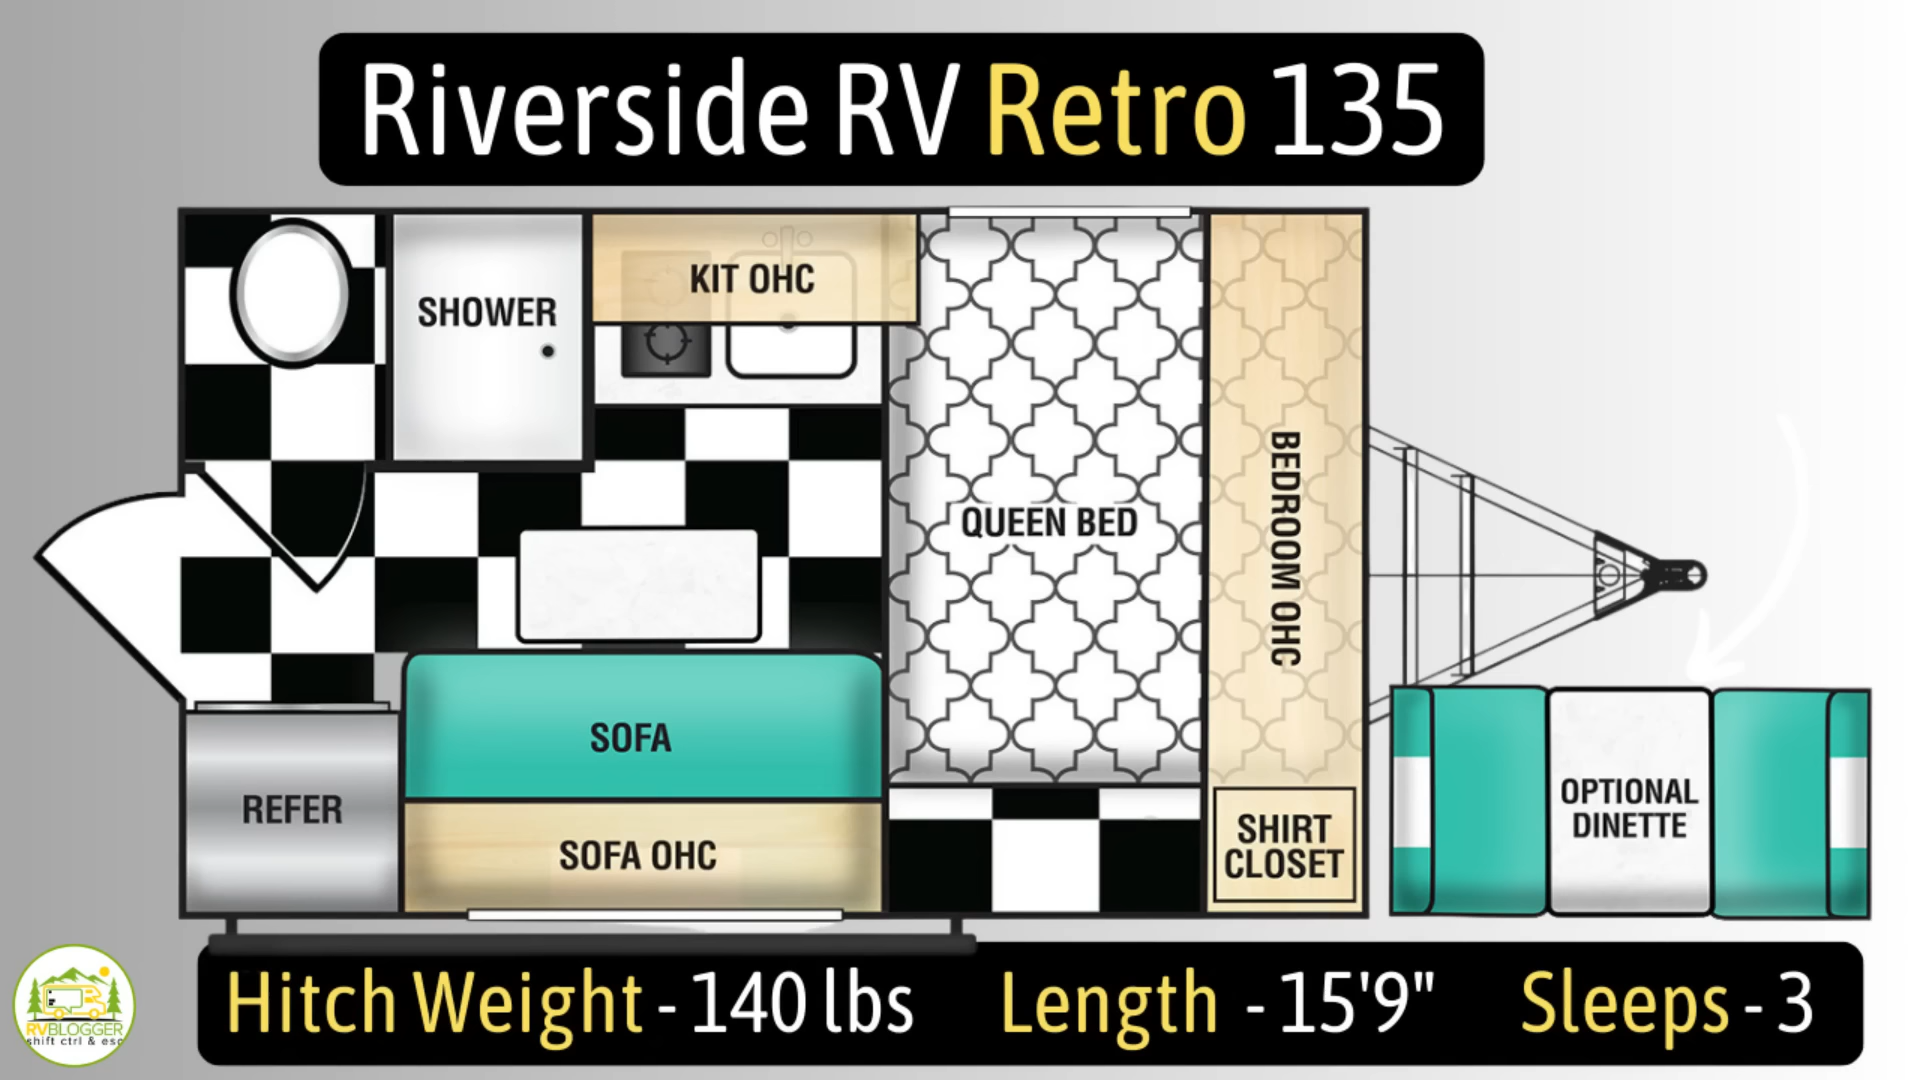 Riverside RV Retro 135
KIT OHC
SHOWER
QUEEN BED
BEDROOM OHC
SOFA
SOFA OHC
REFER
SHIRT
CLOSET
OPTIONAL
DINETTE
Hitch Weight - 140 lbs Length - 15'9" Sleeps - 3
RVBLOGGER
shift ctrl & esc